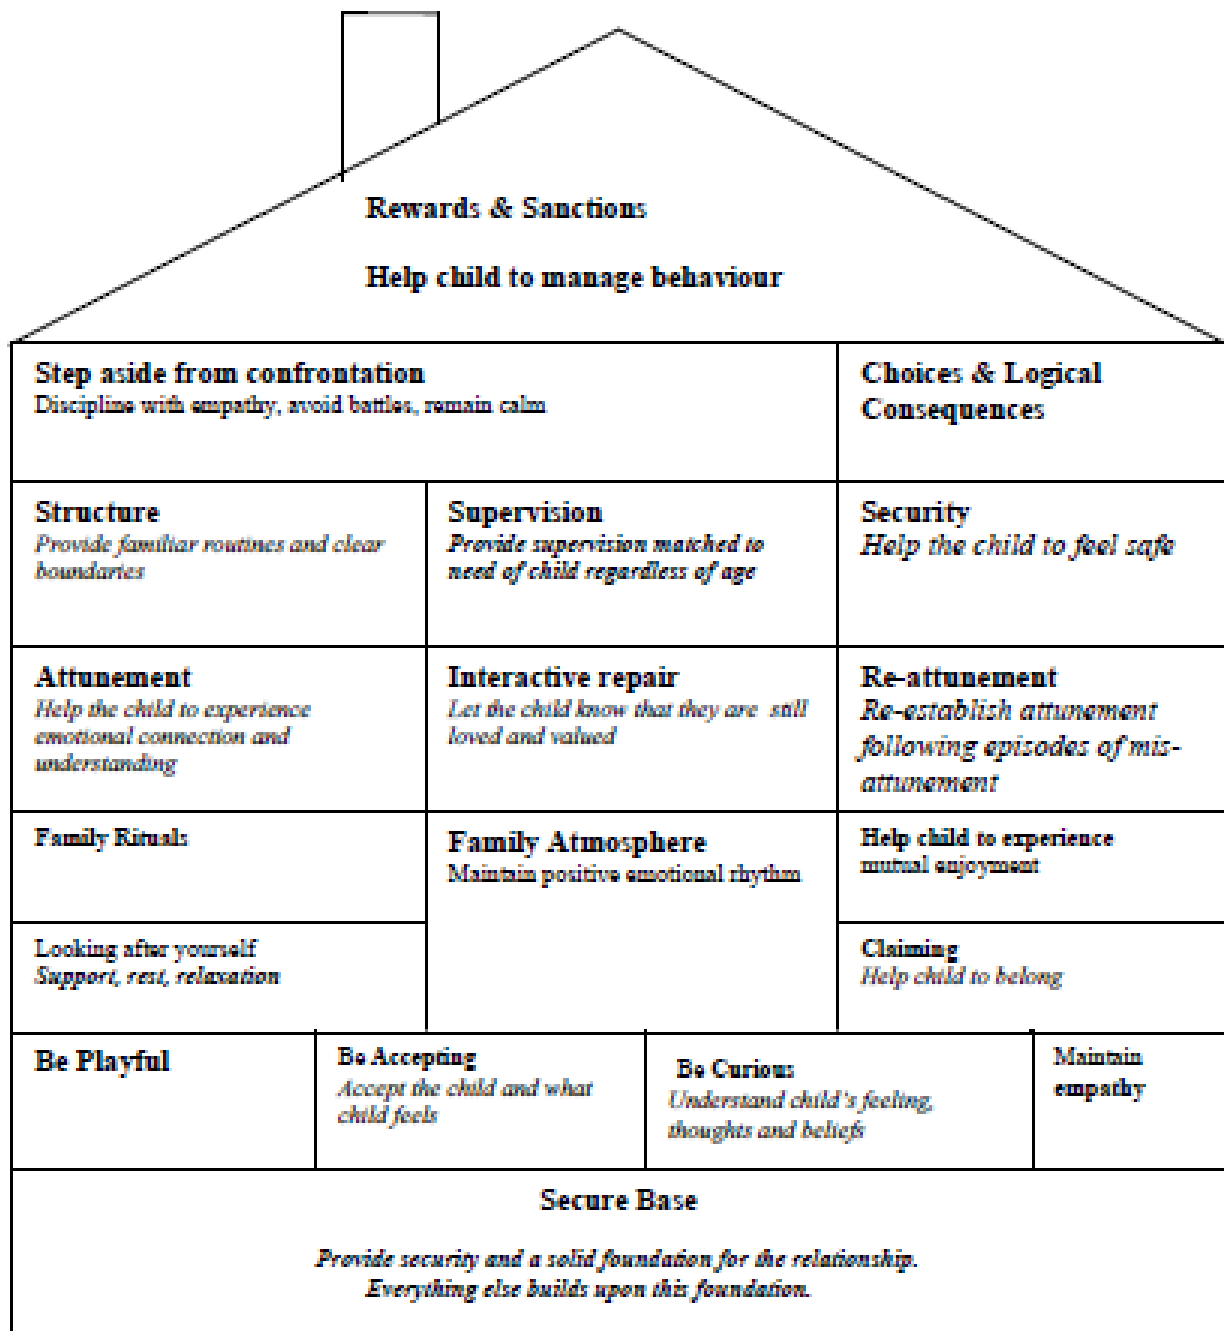 Rewards & Sanctions
Help child to manage behaviour
Step aside from confrontation
Discipline with empathy, avoid battles, remain calm
Choices & Logical
Consequences
Structure
Provide familiar routines and clear
boundaries
Supervision
Provide supervision matched to
need of child regardless of age
Security
Help the child to feel safe
Attunement
Help the child to experience
emotional connection and
understanding
Interactive repair
Let the child know that they are still
loved and valued
Re-attunement
Re-establish attunement
following episodes of mis-
attunement
Family Rituals
Family Atmosphere
Maintain positive emotional rhythm
Help child to experience
mutual enjoyment
Looking after yourself
Support, rest, relaxation
Claiming
Help child to belong
Be Playful
Be Accepting
Accept the child and what
child feels
Be Curious
Understand child's feeling,
thoughts and beliefs
Maintain
empathy
Secure Base
Provide security and a solid foundation for the relationship.
Everything else builds upon this foundation.